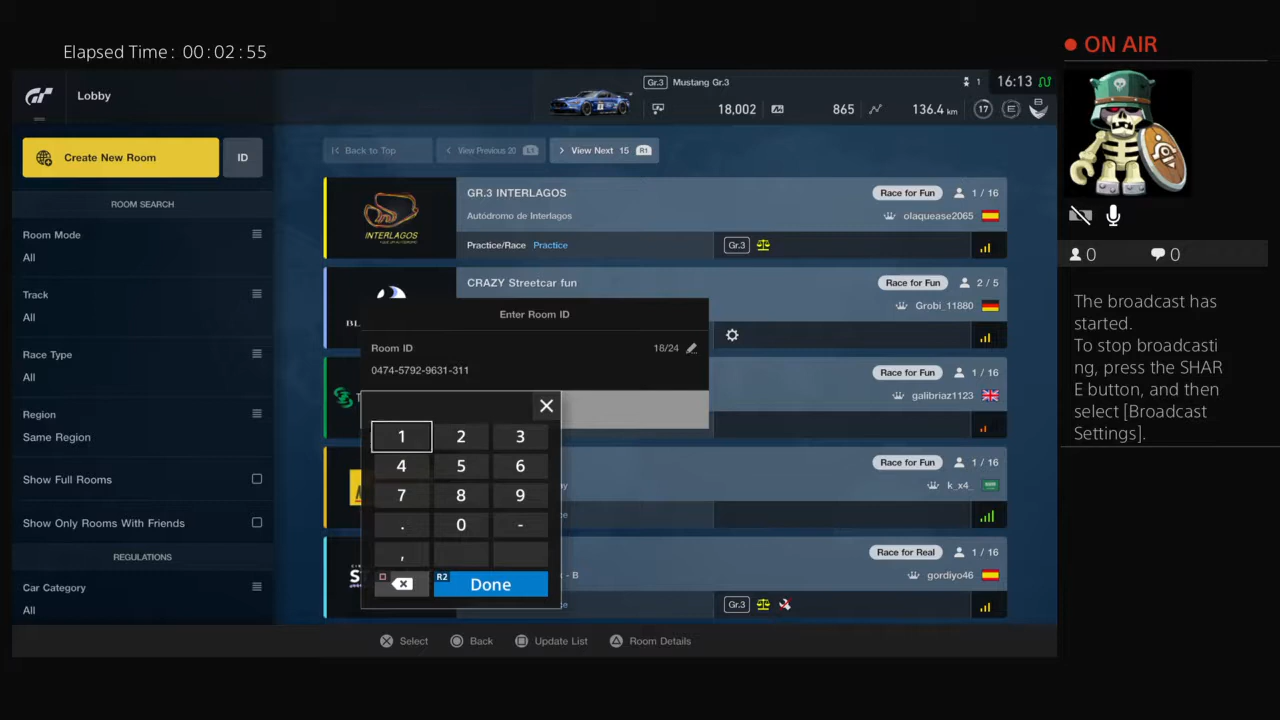 Elapsed Time: 00:02:55
ON AIR
Lobby
Gr.3 Mustang Gr.3
1
16:13
18,002
865
136.4 km
17
E
B
Create New Room
ID
Back to Top
View Previous 20 L1
View Next 15 R1
ROOM SEARCH
Room Mode
All
Track
All
Race Type
All
Region
Same Region
Show Full Rooms
Show Only Rooms With Friends
REGULATIONS
Car Category
All
INTERLAGOS
GR.3 INTERLAGOS
Race for Fun 1 / 16
Autódromo de Interlagos
olaquease2065
Practice/Race Practice
Gr.3
CRAZY Streetcar fun
Race for Fun 2 / 5
Grobi_11880
BL
Race for Fun 1 / 16
galibriaz1123
Race for Fun 1 / 16
k_x4_
Race for Real 1 / 16
- B
gordiyo46
Gr.3
Enter Room ID
Room ID
18/24
0474-5792-9631-311
1 2 3
4 5 6
7 8 9
. 0 -
,
R2 Done
Select
Back
Update List
Room Details
0
0
The broadcast has
started.
To stop broadcasti
ng, press the SHAR
E button, and then
select [Broadcast
Settings].